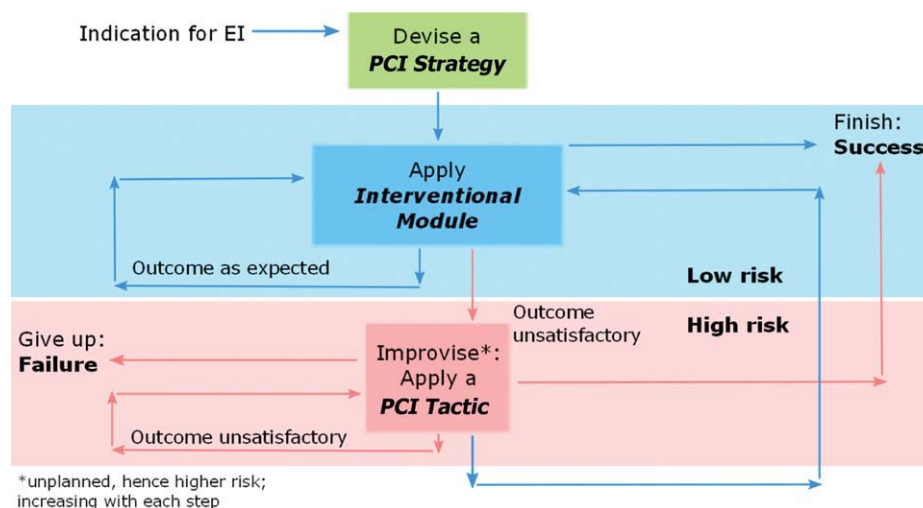 Indication for EI
Devise a
PCI Strategy
Finish:
Success
Apply
Interventional
Module
Outcome as expected
Low risk
Outcome
unsatisfactory
High risk
Give up:
Failure
Improvise*:
Apply a
PCI Tactic
Outcome unsatisfactory
*unplanned, hence higher risk;
increasing with each step